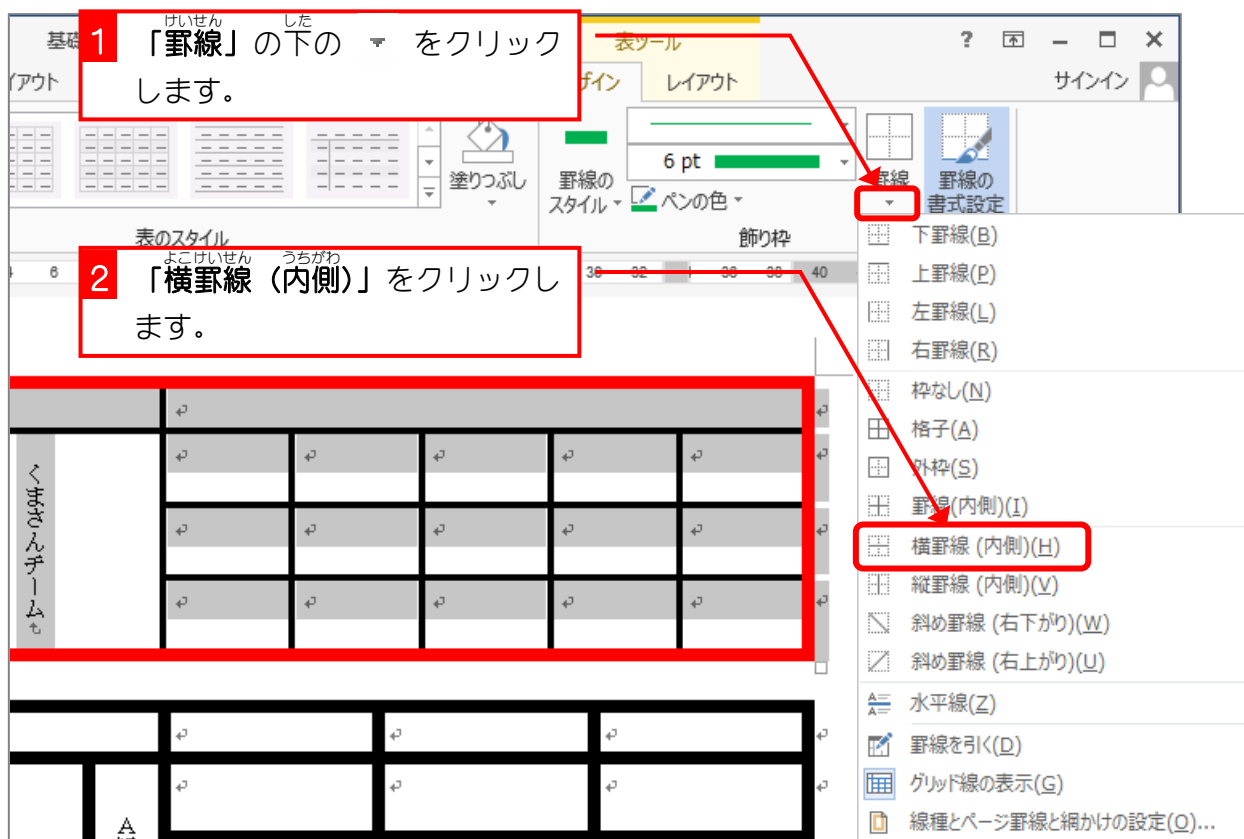 基礎
表ツール
?
イアウト
デザイン
レイアウト
サインイン
1
けいせん
した
「罫線」の下の ▼ をクリック
します。
塗りつぶし
罫線の
スタイル
6 pt
ペンの色
罫線
罫線の
書式設定
表のスタイル
飾り枠
2
よこけいせん
うちがわ
「横罫線（内側）」をクリックし
ます。
6
30 32
36 38 40
下罫線(B)
上罫線(P)
左罫線(L)
右罫線(R)
枠なし(N)
格子(A)
外枠(S)
罫線(内側)(I)
横罫線 (内側)(H)
縦罫線 (内側)(V)
斜め罫線 (右下がり)(W)
斜め罫線 (右上がり)(U)
水平線(Z)
罫線を引く(D)
グリッド線の表示(G)
線種とページ罫線と網かけの設定(O)...
くまさんチーム
A